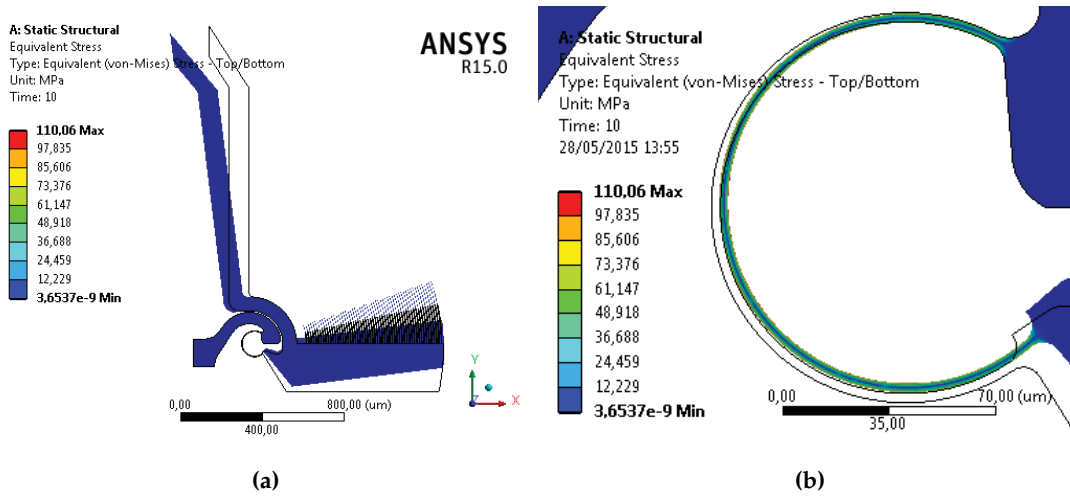 A: Static Structural
Equivalent Stress
Type: Equivalent (von-Mises) Stress - Top/Bottom
Unit: MPa
Time: 10
ANSYS
R15.0
110,06 Max
97,835
85,606
73,376
61,147
48,918
36,688
24,459
12,229
3,6537e-9 Min
Y
Z
X
0,00
800,00 (um)
400,00
(a)
A: Static Structural
Equivalent Stress
Type: Equivalent (von-Mises) Stress - Top/Bottom
Unit: MPa
Time: 10
28/05/2015 13:55
110,06 Max
97,835
85,606
73,376
61,147
48,918
36,688
24,459
12,229
3,6537e-9 Min
0,00
70,00 (um)
35,00
(b)